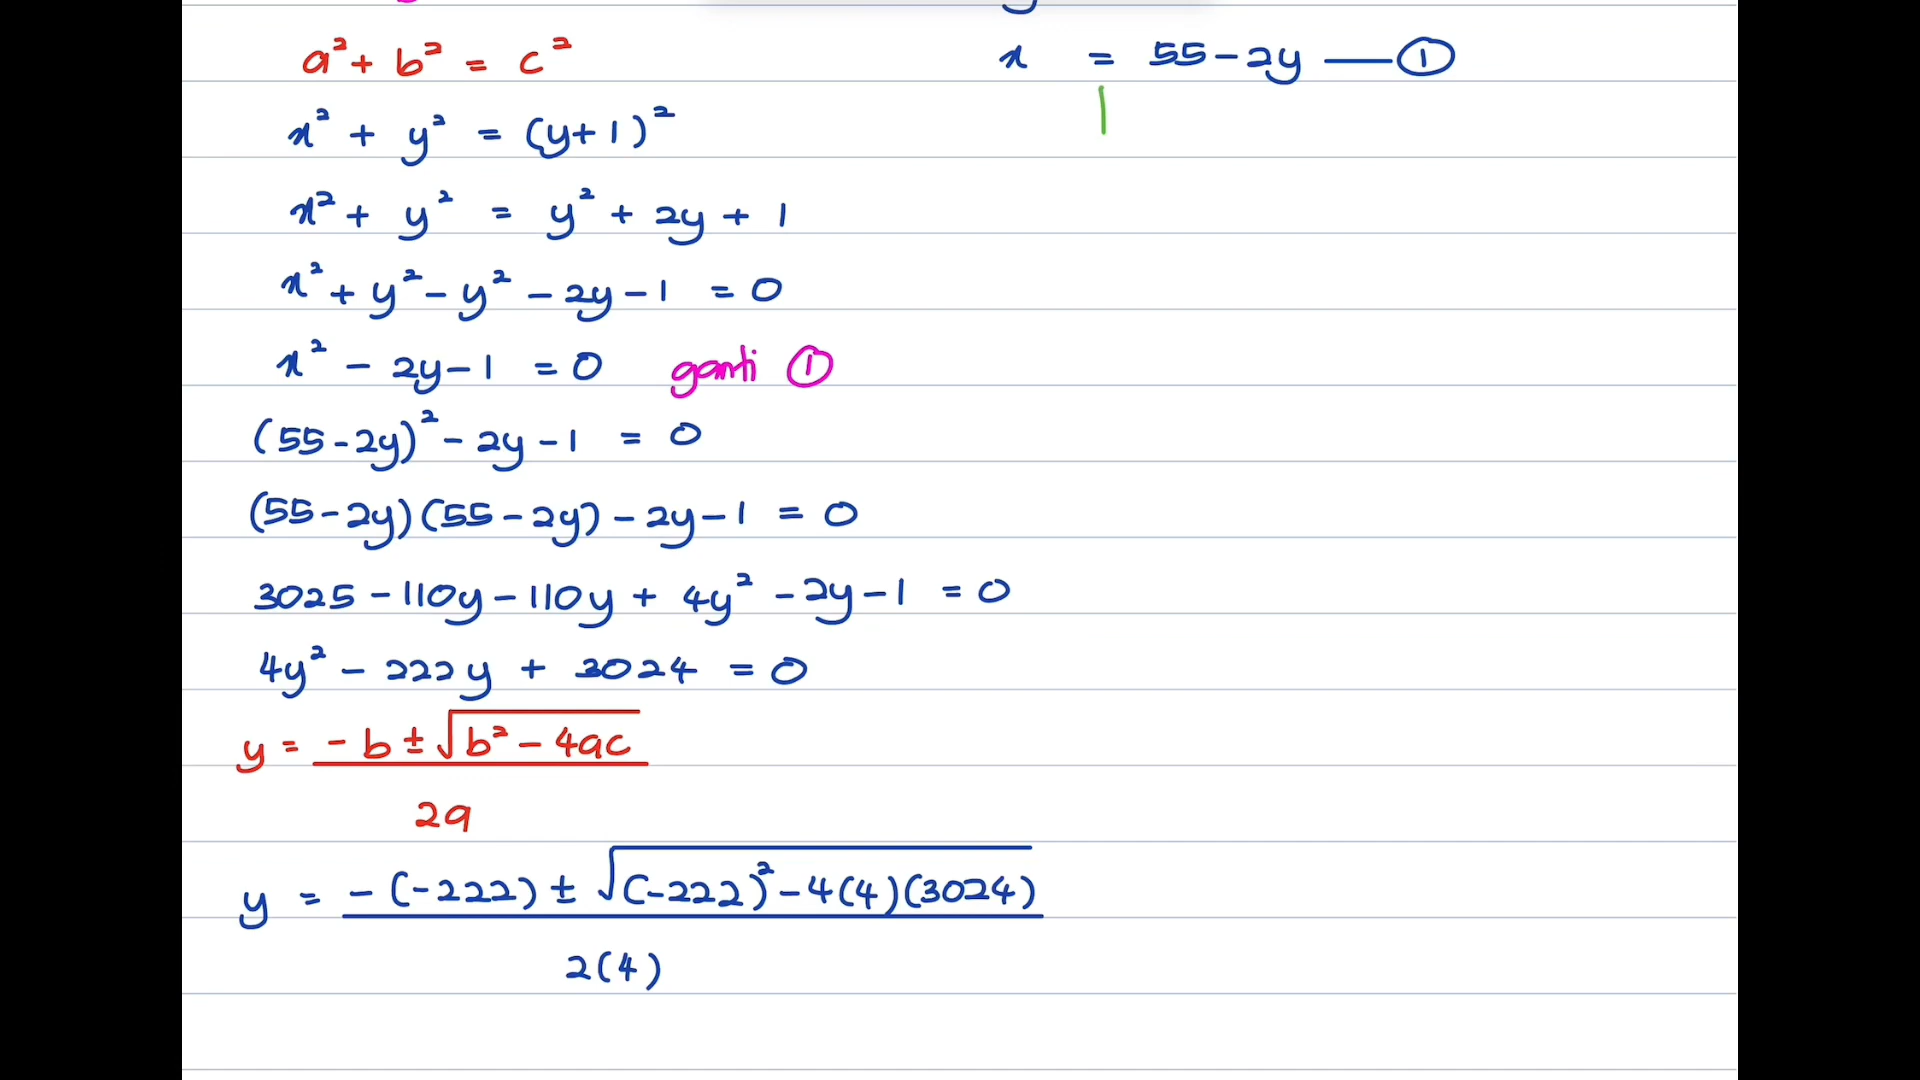 a² + b² = c²
x² + y² = (y+1)²
x² + y² = y² + 2y + 1
x² + y² - y² - 2y - 1 = 0
x² - 2y - 1 = 0 ganti ①
(55 - 2y)² - 2y - 1 = 0
(55 - 2y)(55 - 2y) - 2y - 1 = 0
3025 - 110y - 110y + 4y² - 2y - 1 = 0
4y² - 222y + 3024 = 0
y = -b ± √b² - 4ac
2a
y = -(-222) ± √(-222)² - 4(4)(3024)
2(4)
x = 55 - 2y — ①